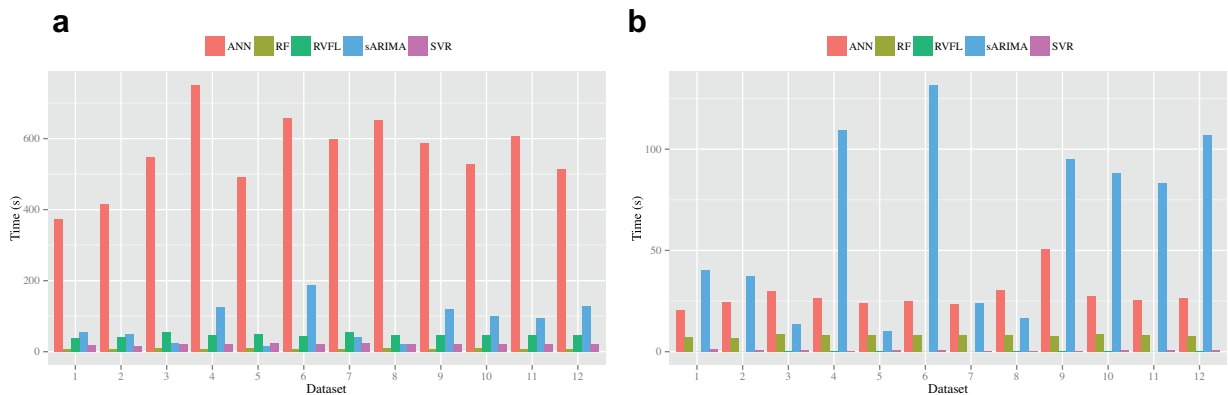 a
ANN RF RVFL sARIMA SVR
Time (s)
600
400
200
0
1 2 3 4 5 6 7 8 9 10 11 12
Dataset
b
ANN RF RVFL sARIMA SVR
Time (s)
100
50
0
1 2 3 4 5 6 7 8 9 10 11 12
Dataset